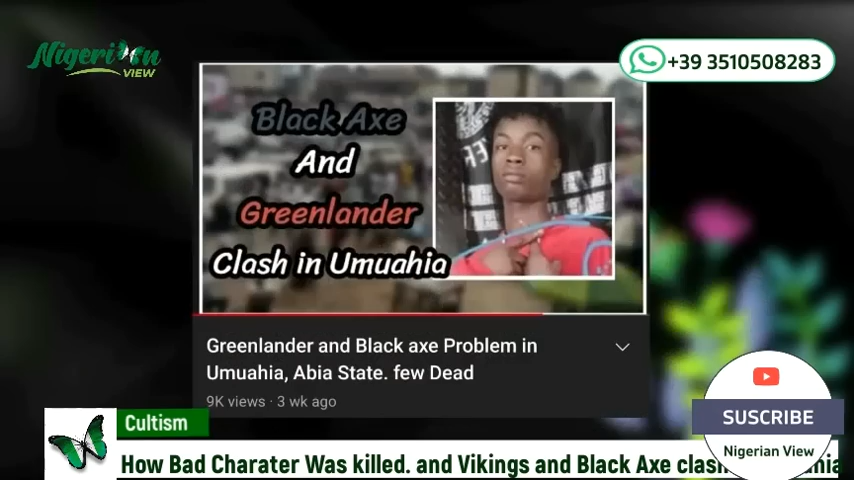 Nigerian
VIEW
+39 3510508283
Black Axe
And
Greenlander
Clash in Umuahia
Greenlander and Black axe Problem in
Umuahia, Abia State. few Dead
9K views · 3 wk ago
Cultism
SUSCRIBE
Nigerian View
How Bad Charater Was killed. and Vikings and Black Axe clas